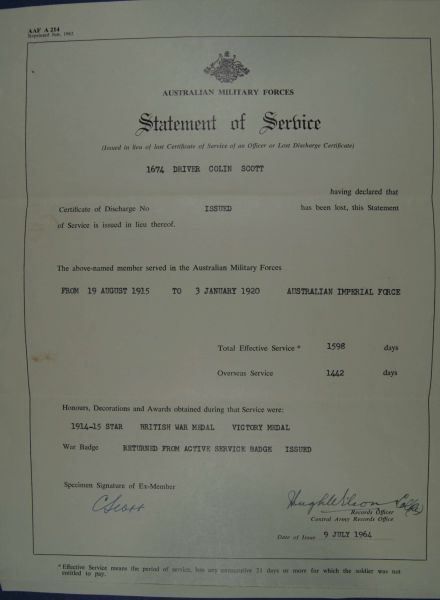 AAF A 214
Reprinted Jun, 1962
AUSTRALIAN MILITARY FORCES
Statement of Service
(Issued in lieu of lost Certificate of Service of an Officer or Lost Discharge Certificate)
1674 DRIVER COLIN SCOTT
having declared that
Certificate of Discharge No ISSUED has been lost, this Statement
of Service is issued in lieu thereof.
The above-named member served in the Australian Military Forces
FROM 19 AUGUST 1915 TO 3 JANUARY 1920 AUSTRALIAN IMPERIAL FORCE
Total Effective Service * 1598 days
Overseas Service 1442 days
Honours, Decorations and Awards obtained during that Service were:
1914-15 STAR BRITISH WAR MEDAL VICTORY MEDAL
War Badge RETURNED FROM ACTIVE SERVICE BADGE ISSUED
Specimen Signature of Ex-Member
C Scott
Hugh Wilson
Records Officer
Central Army Records Office
Date of Issue 9 JULY 1964
* Effective Service means the period of service, less any consecutive 21 days or more for which the soldier was not
entitled to pay.